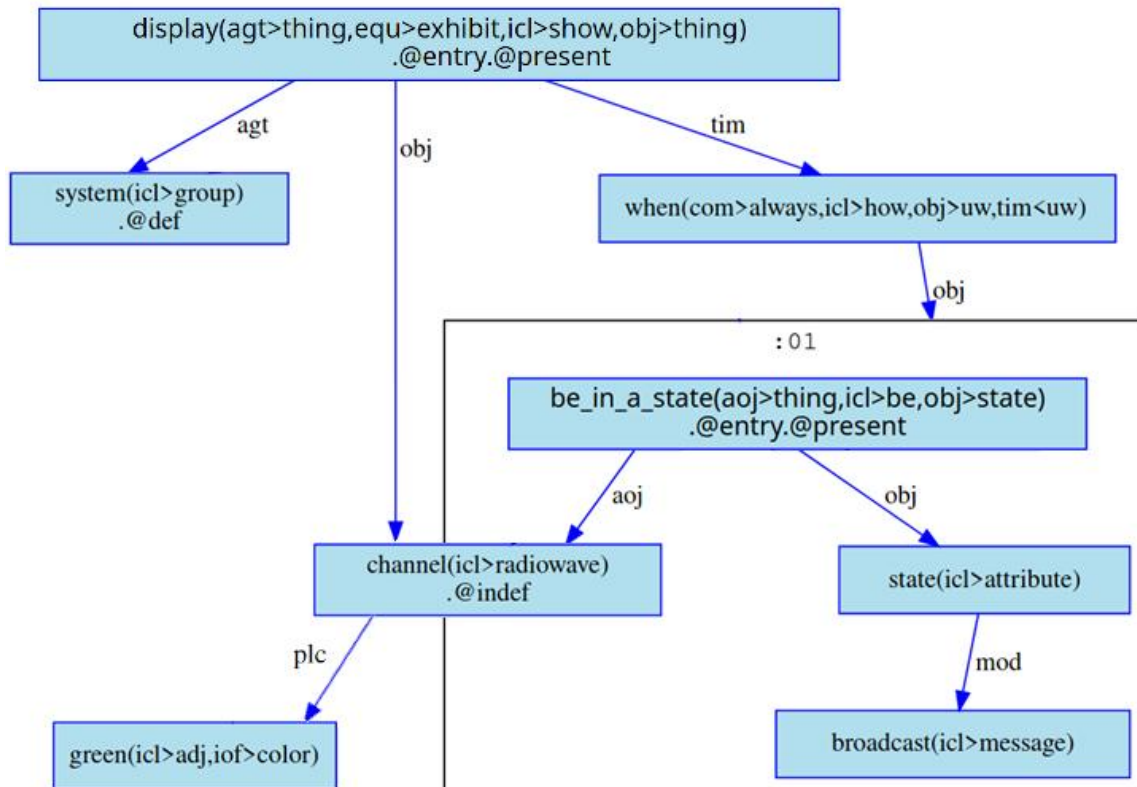 display(agt>thing,equ>exhibit,icl>show,obj>thing)
.@entry.@present
agt
obj
tim
system(icl>group)
.@def
when(com>always,icl>how,obj>uw,tim<uw)
obj
:01
be_in_a_state(aoj>thing,icl>be,obj>state)
.@entry.@present
aoj
obj
channel(icl>radiowave)
.@indef
state(icl>attribute)
plc
mod
green(icl>adj,iof>color)
broadcast(icl>message)